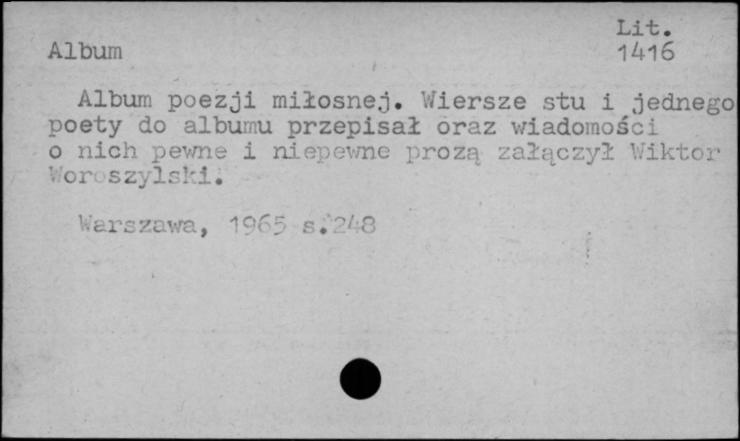 Lit.
Album 1416
Album poezji miłosnej. Wiersze stu i jednego
poety do albumu przepisał oraz wiadomości
o nich pewne i niepewne prozą załączył Wiktor
Woroszylski.
Warszawa, 1965 s.248